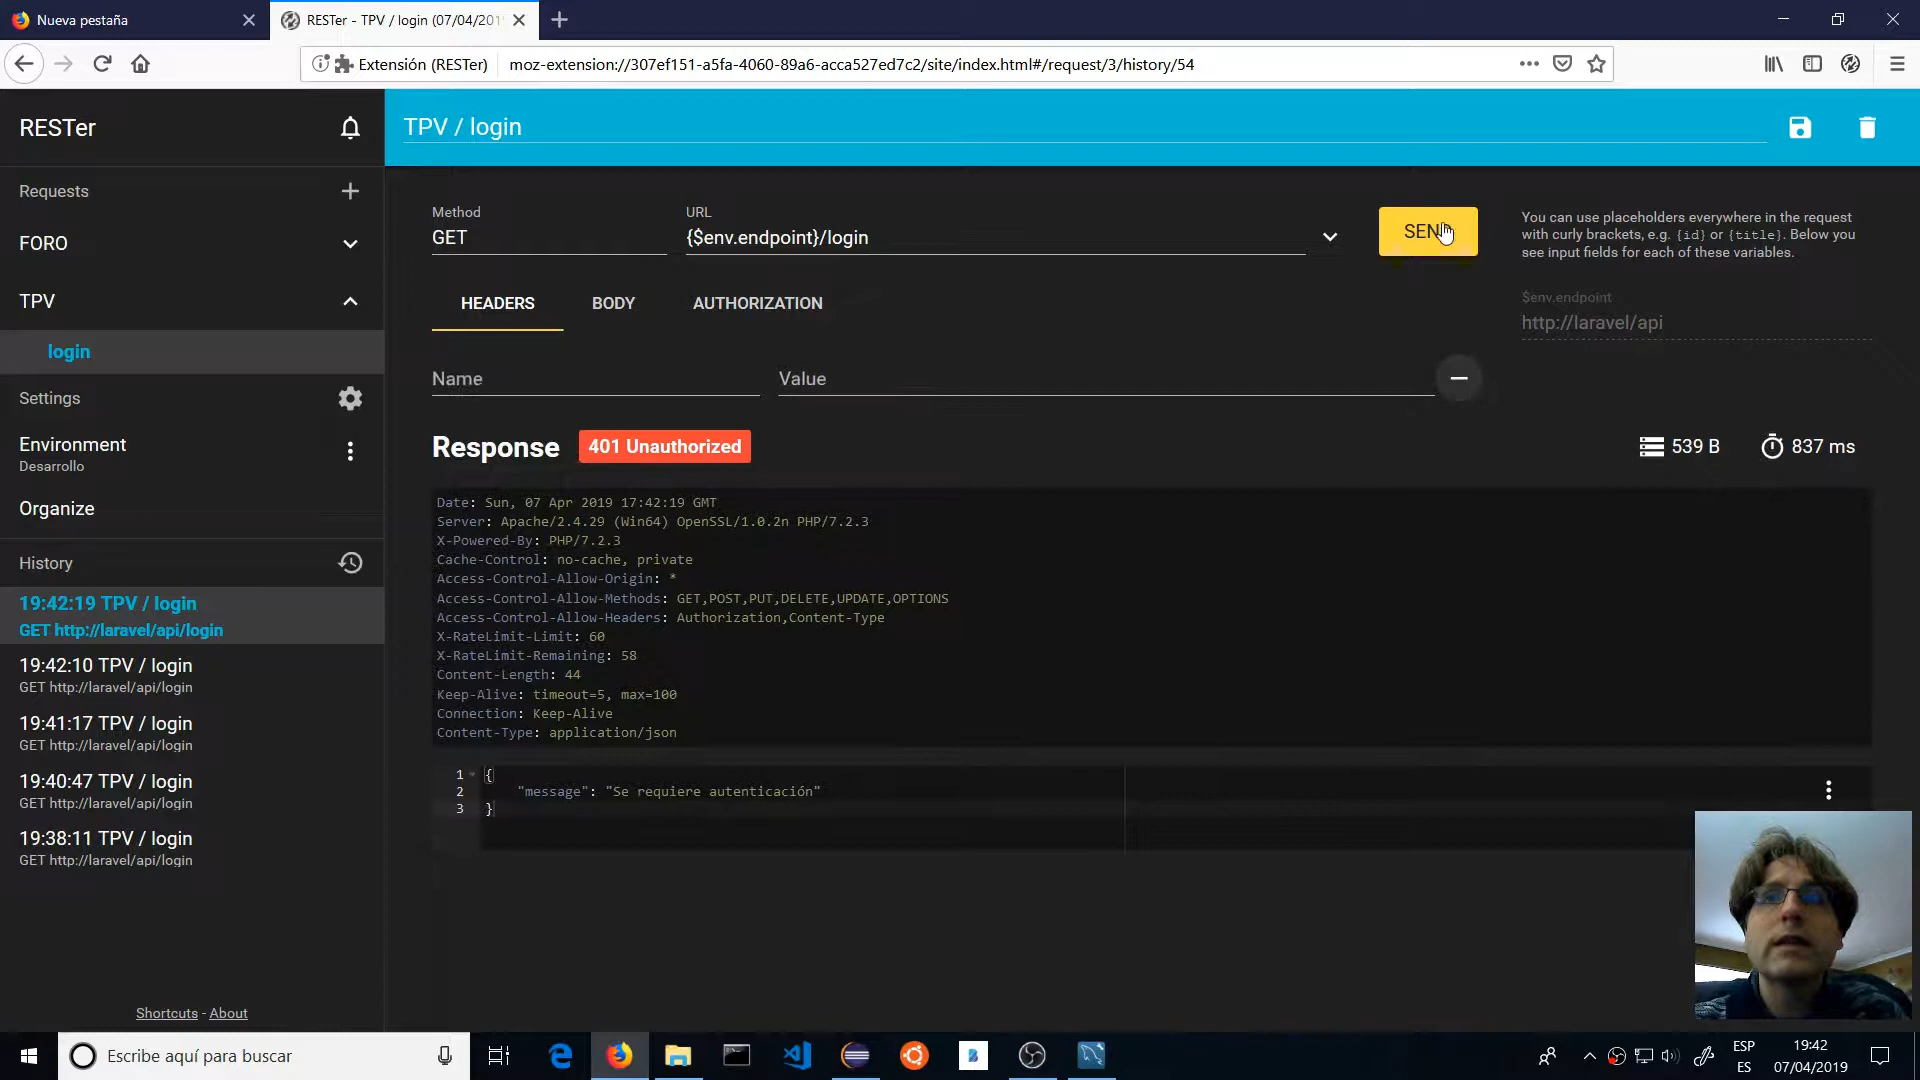 Nueva pestaña
RESTer - TPV / login (07/04/201
Extensión (RESTer)
moz-extension://307ef151-a5fa-4060-89a6-acca527ed7c2/site/index.html#/request/3/history/54
RESTer
TPV / login
Requests
FORO
TPV
login
Settings
Environment
Desarrollo
Organize
History
19:42:19 TPV / login
GET http://laravel/api/login
19:42:10 TPV / login
GET http://laravel/api/login
19:41:17 TPV / login
GET http://laravel/api/login
19:40:47 TPV / login
GET http://laravel/api/login
19:38:11 TPV / login
GET http://laravel/api/login
Shortcuts - About
Method
GET
URL
{$env.endpoint}/login
SEND
You can use placeholders everywhere in the request
with curly brackets, e.g. {id} or {title}. Below you
see input fields for each of these variables.
$env.endpoint
http://laravel/api
HEADERS
BODY
AUTHORIZATION
Name
Value
Response
401 Unauthorized
539 B
837 ms
Date: Sun, 07 Apr 2019 17:42:19 GMT
Server: Apache/2.4.29 (Win64) OpenSSL/1.0.2n PHP/7.2.3
X-Powered-By: PHP/7.2.3
Cache-Control: no-cache, private
Access-Control-Allow-Origin: *
Access-Control-Allow-Methods: GET,POST,PUT,DELETE,UPDATE,OPTIONS
Access-Control-Allow-Headers: Authorization,Content-Type
X-RateLimit-Limit: 60
X-RateLimit-Remaining: 58
Content-Length: 44
Keep-Alive: timeout=5, max=100
Connection: Keep-Alive
Content-Type: application/json
1 {
2 "message": "Se requiere autenticación"
3 }
Escribe aquí para buscar
ESP
ES
19:42
07/04/2019